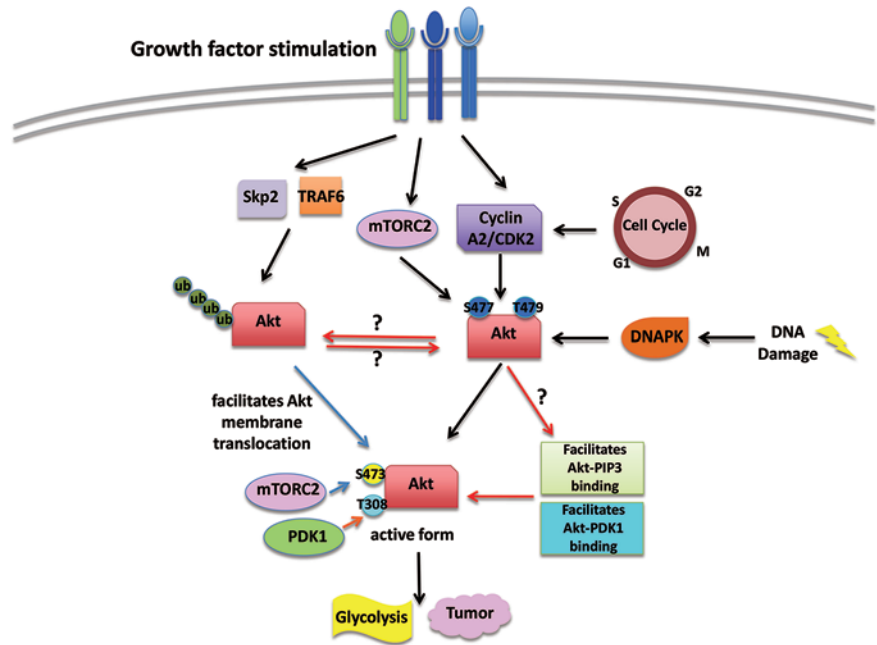 Growth factor stimulation
Skp2
TRAF6
mTORC2
Cyclin
A2/CDK2
S
G2
Cell Cycle
G1
M
ub
ub
ub
ub
Akt
?
?
S477
T479
Akt
DNAPK
DNA
Damage
facilitates Akt
membrane
translocation
?
mTORC2
S473
Akt
T308
PDK1
active form
Facilitates
Akt-PIP3
binding
Facilitates
Akt-PDK1
binding
Glycolysis
Tumor